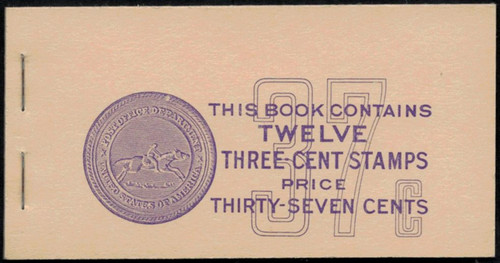 POST OFFICE DEPARTMENT
UNITED STATES OF AMERICA
37c
THIS BOOK CONTAINS
TWELVE
THREE-CENT STAMPS
PRICE
THIRTY-SEVEN CENTS